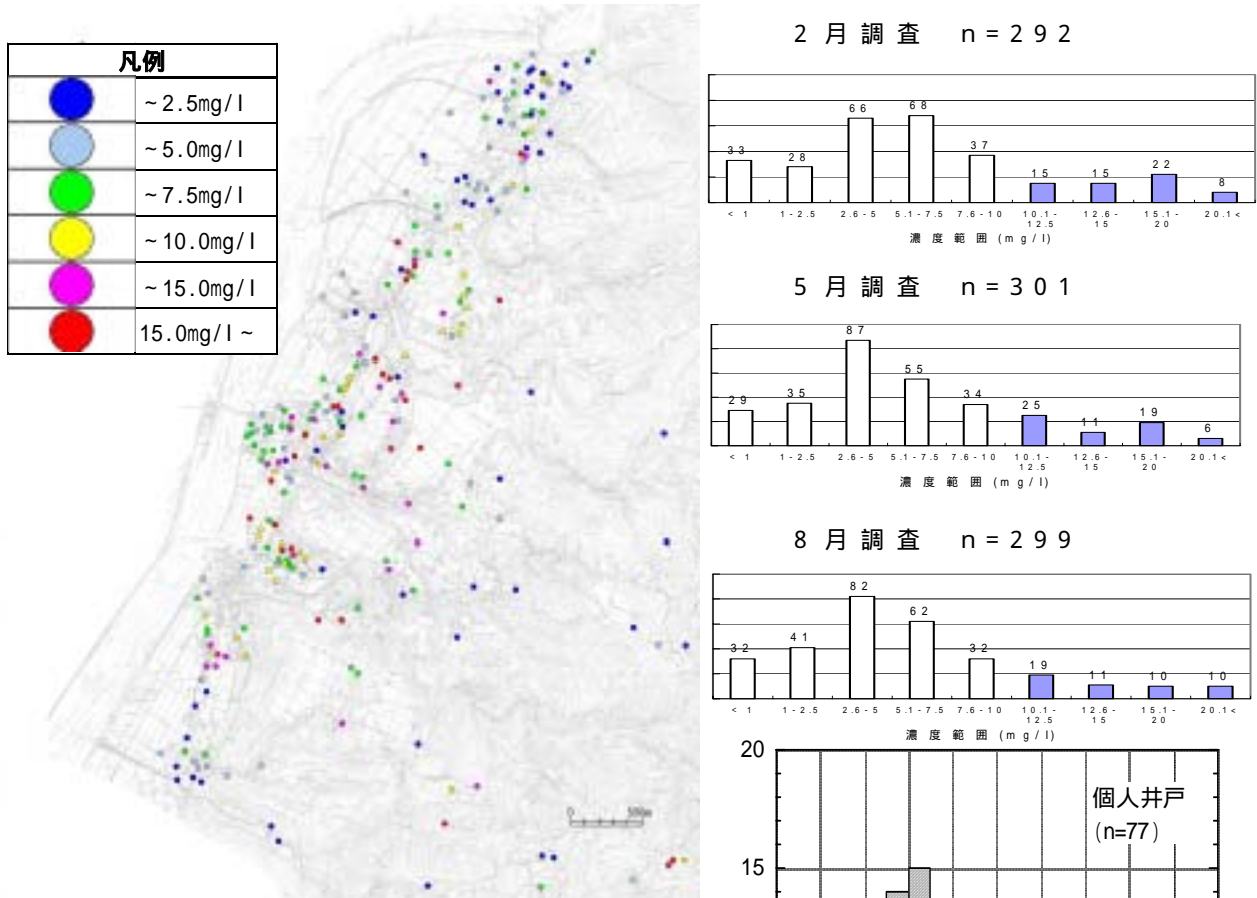 凡例
~2.5mg/l
~5.0mg/l
~7.5mg/l
~10.0mg/l
~15.0mg/l
15.0mg/l~
0 500m
2月調査 n=292
33 28 66 68 37 15 15 22 8
<1 1-2.5 2.6-5 5.1-7.5 7.6-10 10.1-12.5 12.6-15 15.1-20 20.1<
濃度範囲(mg/l)
5月調査 n=301
29 35 87 55 34 25 11 19 6
<1 1-2.5 2.6-5 5.1-7.5 7.6-10 10.1-12.5 12.6-15 15.1-20 20.1<
濃度範囲(mg/l)
8月調査 n=299
32 41 82 62 32 19 11 10 10
<1 1-2.5 2.6-5 5.1-7.5 7.6-10 10.1-12.5 12.6-15 15.1-20 20.1<
濃度範囲(mg/l)
20
個人井戸
(n=77)
15